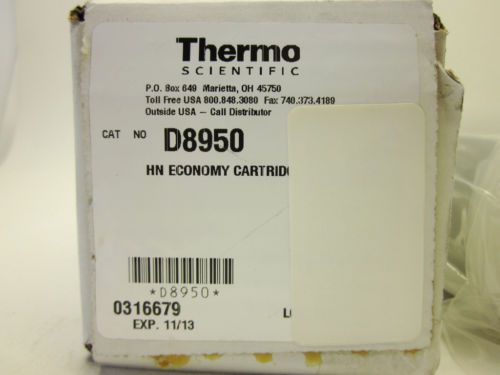 Thermo
SCIENTIFIC
P.O. Box 649 Marietta, OH 45750
Toll Free USA 800.848.3080 Fax 740.373.4189
Outside USA — Call Distributor
CAT NO D8950
HN ECONOMY
*D8950*
0316679
EXP. 11/13